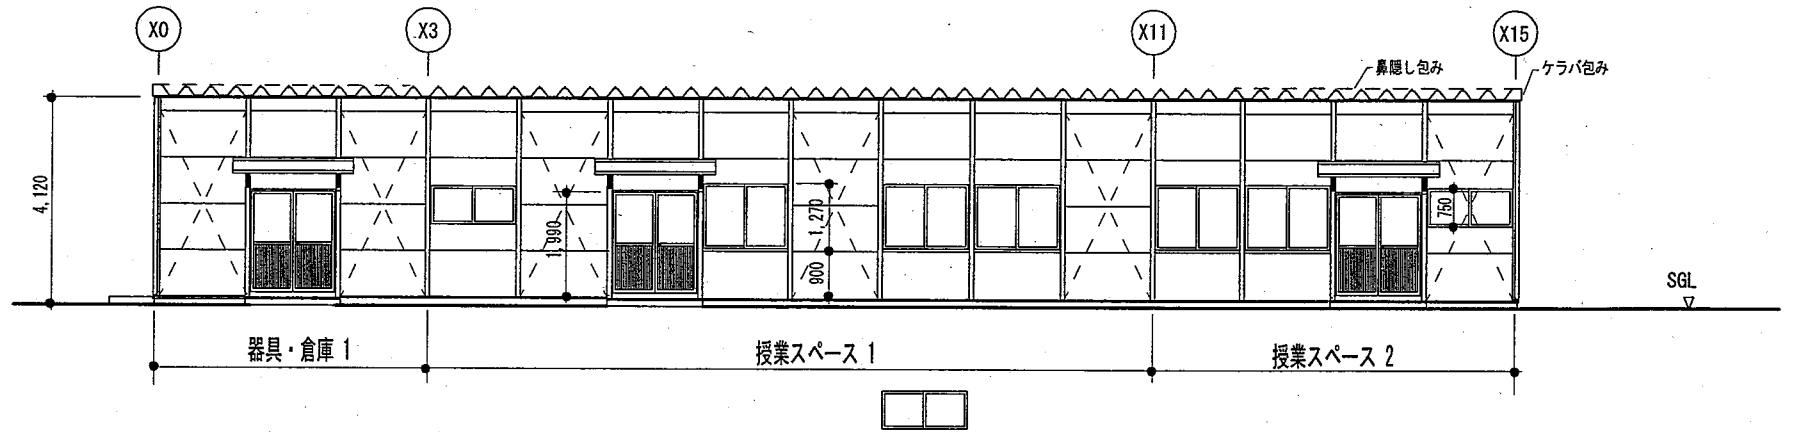 X0
X3
X11
X15
鼻隠し包み
ケラバ包み
4,120
1,990
1,270
900
750
SGL
器具・倉庫 1
授業スペース 1
授業スペース 2